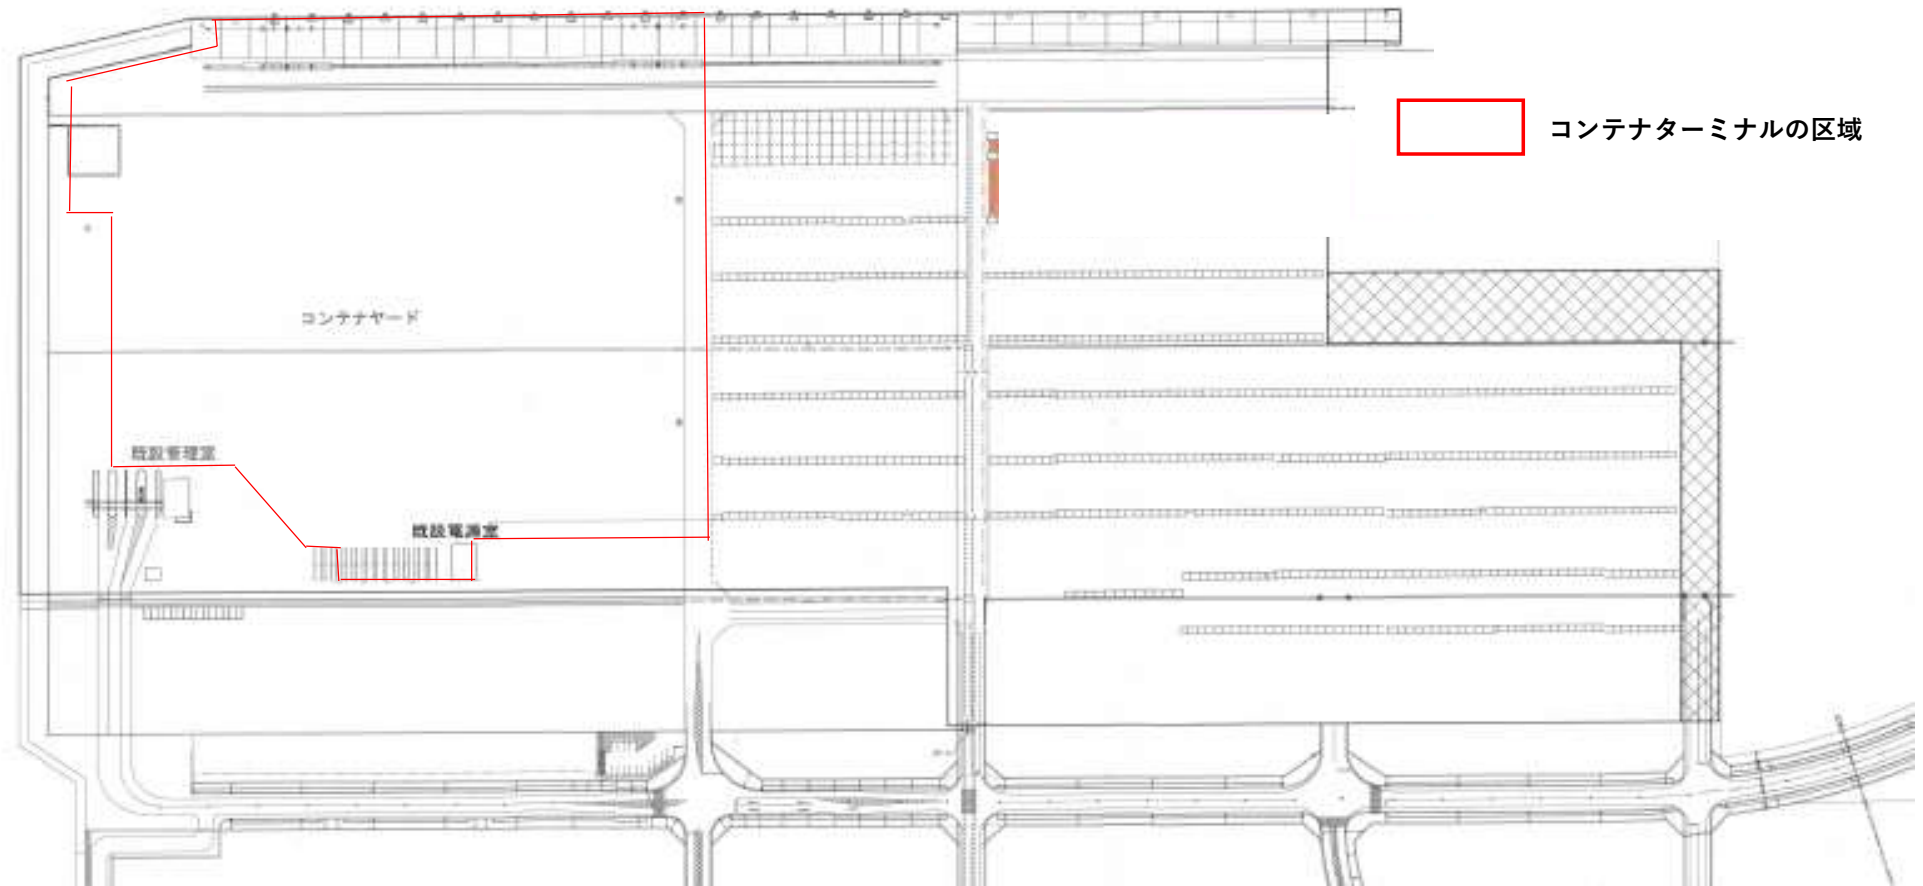 コンテナターミナルの区域
コンテナヤード
既設管理室
既設電源室